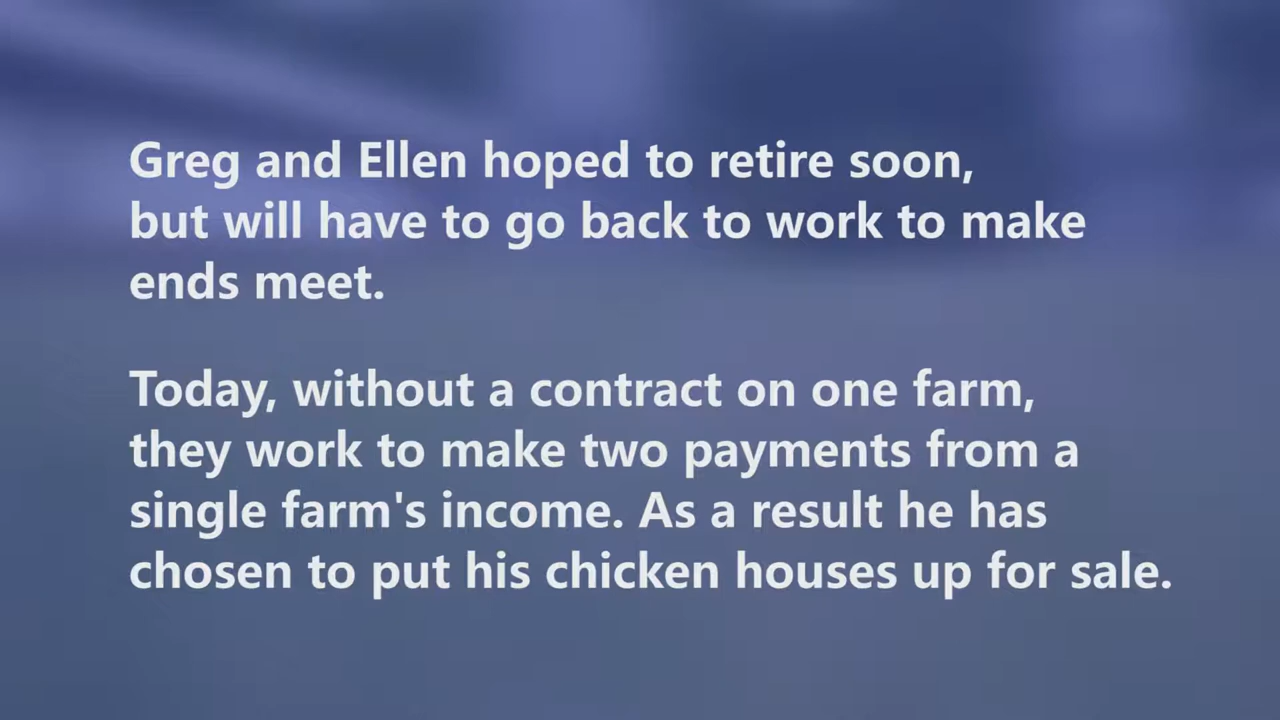 Greg and Ellen hoped to retire soon,
but will have to go back to work to make
ends meet.
Today, without a contract on one farm,
they work to make two payments from a
single farm's income. As a result he has
chosen to put his chicken houses up for sale.